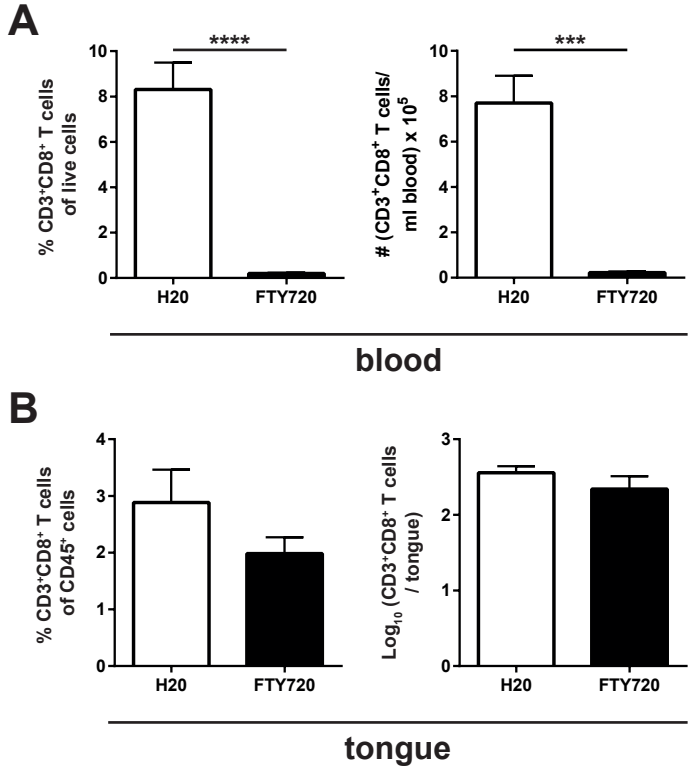 A
% CD3⁺CD8⁺ T cells
of live cells
10
8
6
4
2
0
****
H20
FTY720
# (CD3⁺CD8⁺ T cells/
ml blood) x 10⁵
10
8
6
4
2
0
***
H20
FTY720
blood
B
% CD3⁺CD8⁺ T cells
of CD45⁺ cells
4
3
2
1
0
H20
FTY720
Log₁₀ (CD3⁺CD8⁺ T cells
/ tongue)
3
2
1
0
H20
FTY720
tongue